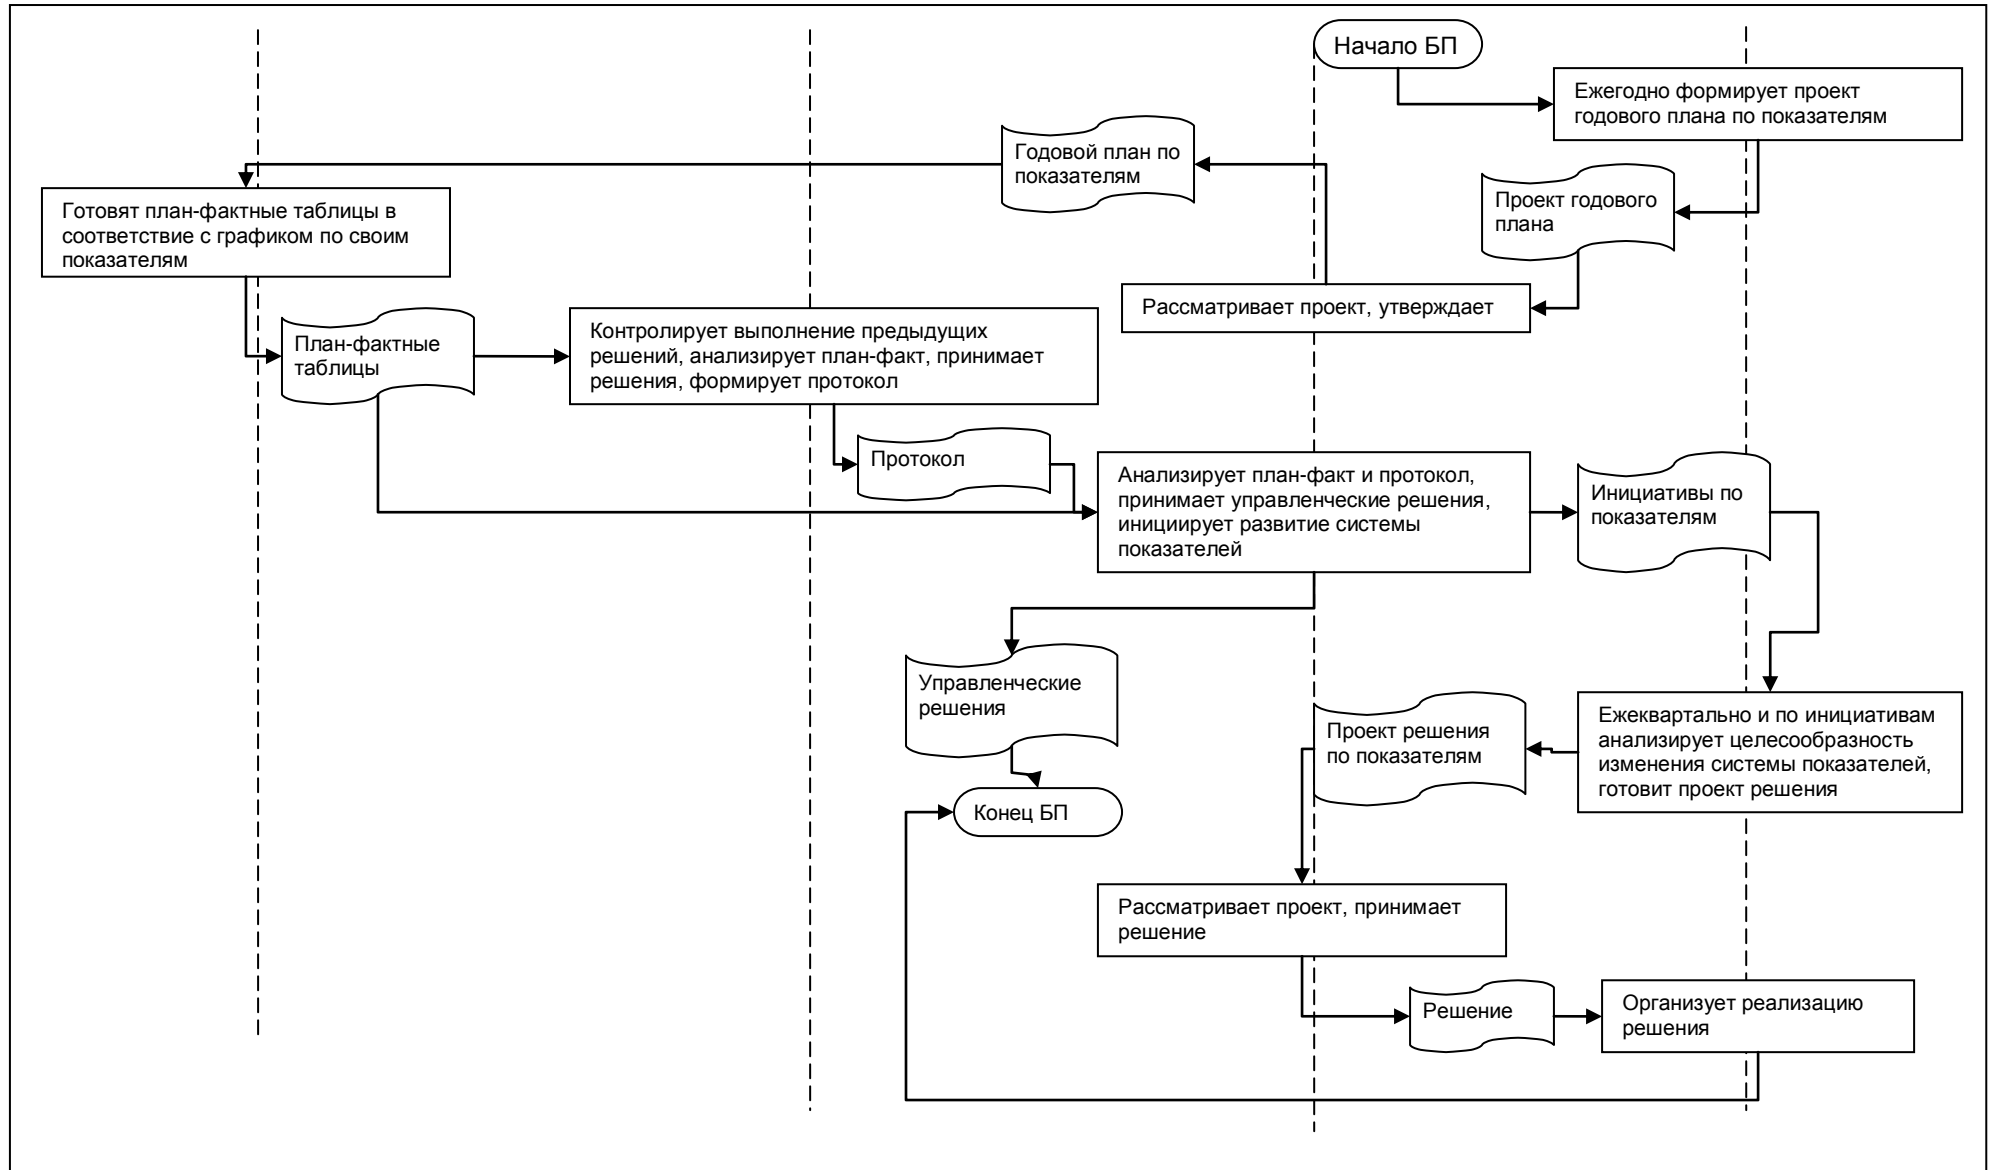 Начало БП
Ежегодно формирует проект
годового плана по показателям
Годовой план по
показателям
Проект годового
плана
Готовят план-фактные таблицы в
соответствие с графиком по своим
показателям
Рассматривает проект, утверждает
План-фактные
таблицы
Контролирует выполнение предыдущих
решений, анализирует план-факт, принимает
решения, формирует протокол
Протокол
Анализирует план-факт и протокол,
принимает управленческие решения,
инициирует развитие системы
показателей
Инициативы по
показателям
Управленческие
решения
Проект решения
по показателям
Ежеквартально и по инициативам
анализирует целесообразность
изменения системы показателей,
готовит проект решения
Конец БП
Рассматривает проект, принимает
решение
Решение
Организует реализацию
решения